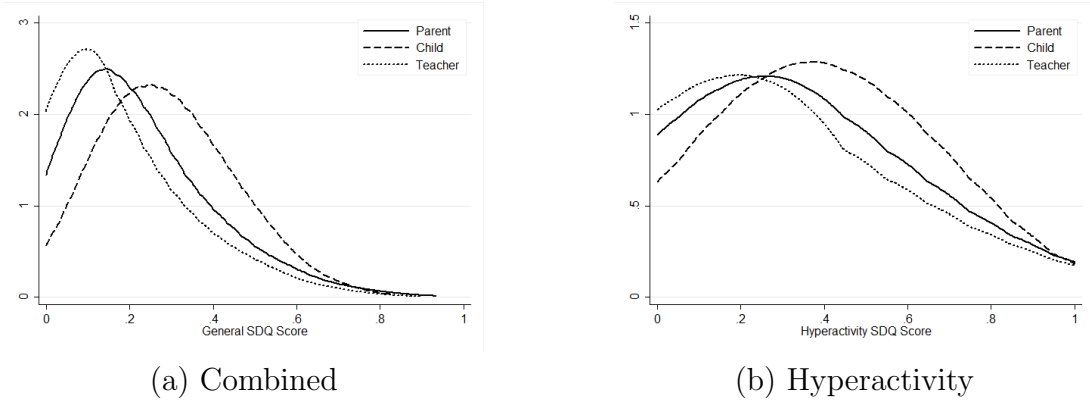 3
2
1
0
0
.2
.4
.6
.8
1
General SDQ Score
Parent
Child
Teacher
(a) Combined
1.5
1
.5
0
0
.2
.4
.6
.8
1
Hyperactivity SDQ Score
Parent
Child
Teacher
(b) Hyperactivity